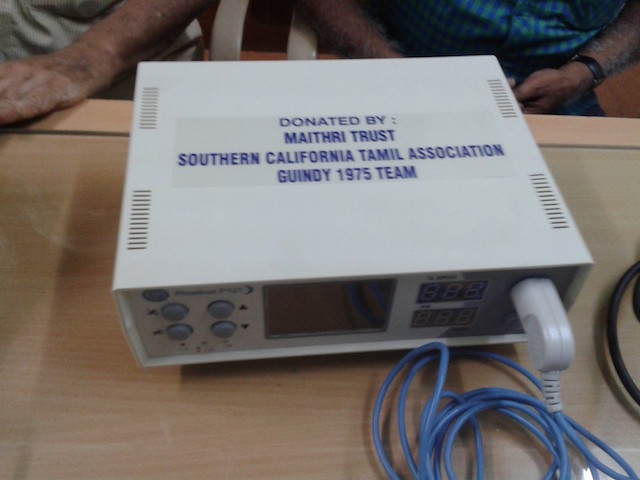 DONATED BY :
MAITHRI TRUST
SOUTHERN CALIFORNIA TAMIL ASSOCIATION
GUINDY 1975 TEAM